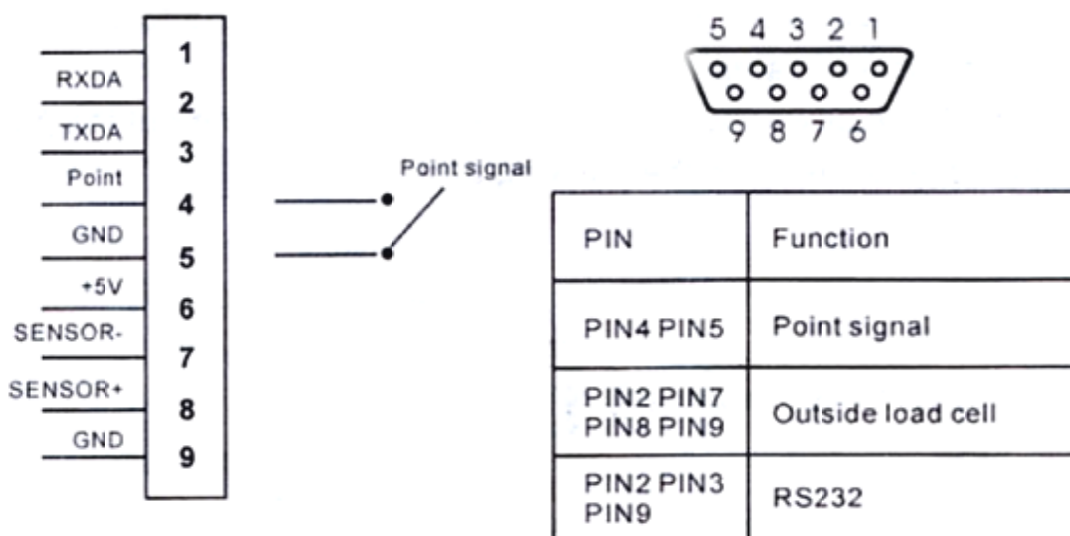 1
RXDA
2
TXDA
3
Point
4
GND
5
+5V
6
SENSOR-
7
SENSOR+
8
GND
9
Point signal
5 4 3 2 1
9 8 7 6
PIN Function
PIN4 PIN5 Point signal
PIN2 PIN7
PIN8 PIN9 Outside load cell
PIN2 PIN3
PIN9 RS232